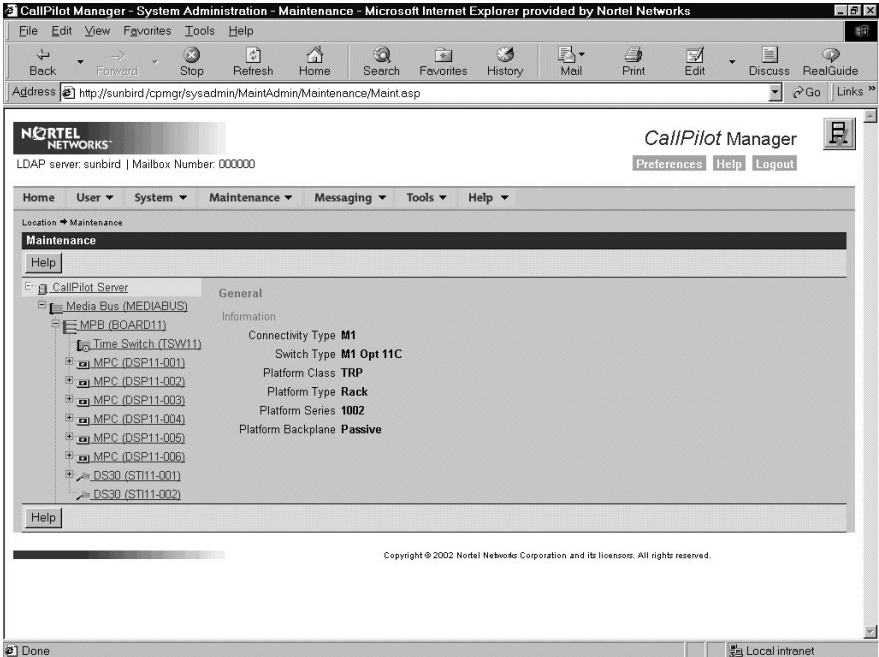 CallPilot Manager - System Administration - Maintenance - Microsoft Internet Explorer provided by Nortel Networks
File Edit View Favorites Tools Help
Back Forward Stop Refresh Home Search Favorites History Mail Print Edit Discuss RealGuide
Address http://sunbird/cpmgr/sysadmin/MaintAdmin/Maintenance/Maint.asp Go Links »
NORTEL
NETWORKS
CallPilot Manager
LDAP server: sunbird | Mailbox Number: 000000
Preferences Help Logout
Home User System Maintenance Messaging Tools Help
Location Maintenance
Maintenance
Help
CallPilot Server
Media Bus (MEDIABUS)
MPB (BOARD11)
Time Switch (TSW11)
MPC (DSP11-001)
MPC (DSP11-002)
MPC (DSP11-003)
MPC (DSP11-004)
MPC (DSP11-005)
MPC (DSP11-006)
DS30 (STI11-001)
DS30 (STI11-002)
General
Information
Connectivity Type M1
Switch Type M1 Opt 11C
Platform Class TRP
Platform Type Rack
Platform Series 1002
Platform Backplane Passive
Help
Copyright © 2002 Nortel Networks Corporation and its licensors. All rights reserved.
Done Local intranet